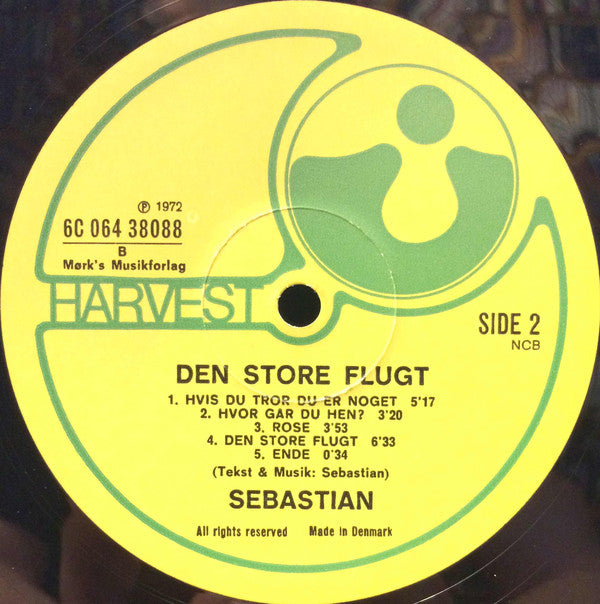 ℗ 1972
6C 064 38088
B
Mørk's Musikforlag
HARVEST
SIDE 2
NCB
DEN STORE FLUGT
1. HVIS DU TROR DU ER NOGET 5'17
2. HVOR GÅR DU HEN? 3'20
3. ROSE 3'53
4. DEN STORE FLUGT 6'33
5. ENDE 0'34
(Tekst & Musik: Sebastian)
SEBASTIAN
All rights reserved Made in Denmark